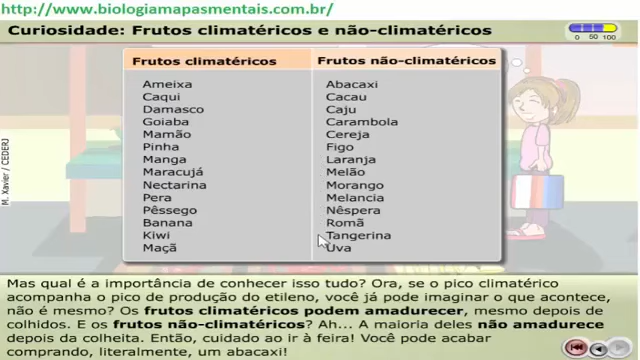 http://www.biologiamapasmentais.com.br/
Curiosidade: Frutos climatéricos e não-climatéricos
0 50 100
Frutos climatéricos Frutos não-climatéricos
Ameixa Abacaxi
Caqui Cacau
Damasco Caju
Goiaba Carambola
Mamão Cereja
Pinha Figo
Manga Laranja
Maracujá Melão
Nectarina Morango
Pera Melancia
Pêssego Nêspera
Banana Romã
Kiwi Tangerina
Maçã Uva
M. Xavier / CEDERJ
Mas qual é a importância de conhecer isso tudo? Ora, se o pico climatérico
acompanha o pico de produção do etileno, você já pode imaginar o que acontece,
não é mesmo? Os frutos climatéricos podem amadurecer, mesmo depois de
colhidos. E os frutos não-climatéricos? Ah... A maioria deles não amadurece
depois da colheita. Então, cuidado ao ir à feira! Você pode acabar
comprando, literalmente, um abacaxi!